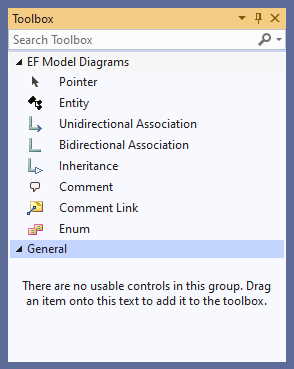 Toolbox
Search Toolbox
EF Model Diagrams
Pointer
Entity
Unidirectional Association
Bidirectional Association
Inheritance
Comment
Comment Link
Enum
General
There are no usable controls in this group. Drag
an item onto this text to add it to the toolbox.